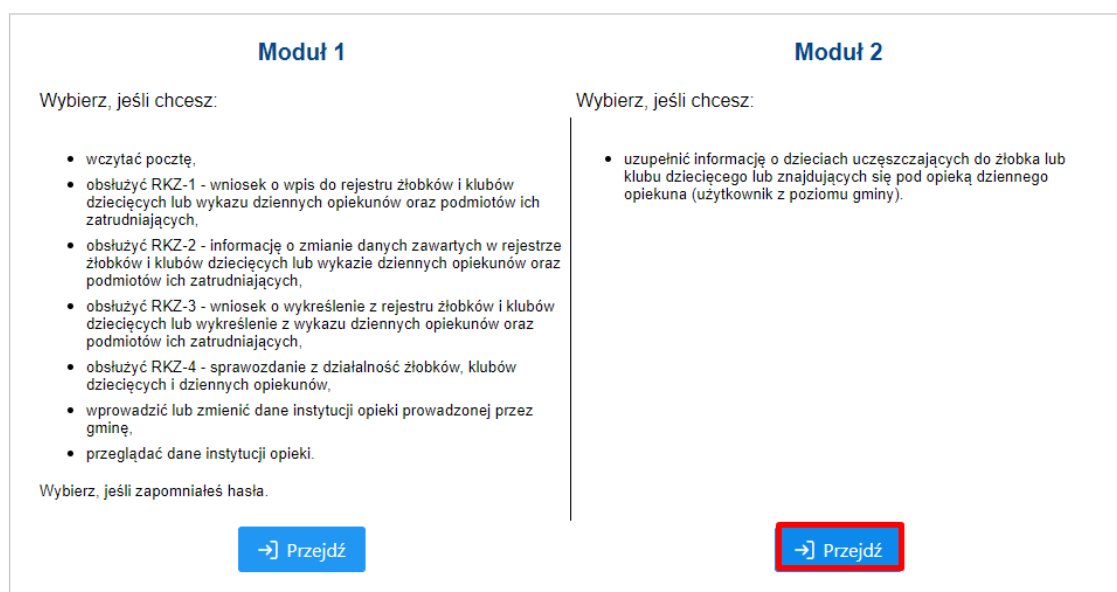 Moduł 1
Wybierz, jeśli chcesz:
• wczytać pocztę,
• obsłużyć RKZ-1 - wniosek o wpis do rejestru żłobków i klubów
dziecięcych lub wykazu dziennych opiekunów oraz podmiotów ich
zatrudniających,
• obsłużyć RKZ-2 - informację o zmianie danych zawartych w rejestrze
żłobków i klubów dziecięcych lub wykazie dziennych opiekunów oraz
podmiotów ich zatrudniających,
• obsłużyć RKZ-3 - wniosek o wykreślenie z rejestru żłobków i klubów
dziecięcych lub wykreślenie z wykazu dziennych opiekunów oraz
podmiotów ich zatrudniających,
• obsłużyć RKZ-4 - sprawozdanie z działalność żłobków, klubów
dziecięcych i dziennych opiekunów,
• wprowadzić lub zmienić dane instytucji opieki prowadzonej przez
gminę,
• przeglądać dane instytucji opieki.
Wybierz, jeśli zapomniałeś hasła.
Przejdź
Moduł 2
Wybierz, jeśli chcesz:
• uzupełnić informację o dzieciach uczęszczających do żłobka lub
klubu dziecięcego lub znajdujących się pod opieką dziennego
opiekuna (użytkownik z poziomu gminy).
Przejdź